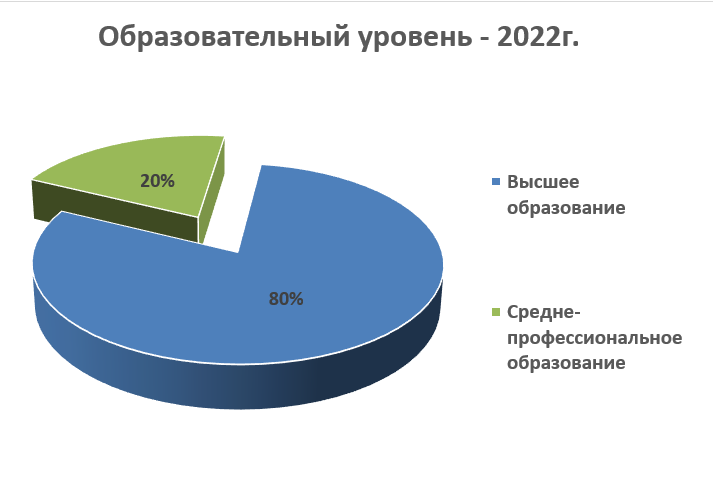 Образовательный уровень - 2022г.
20%
80%
Высшее
образование
Средне-
профессиональное
образование